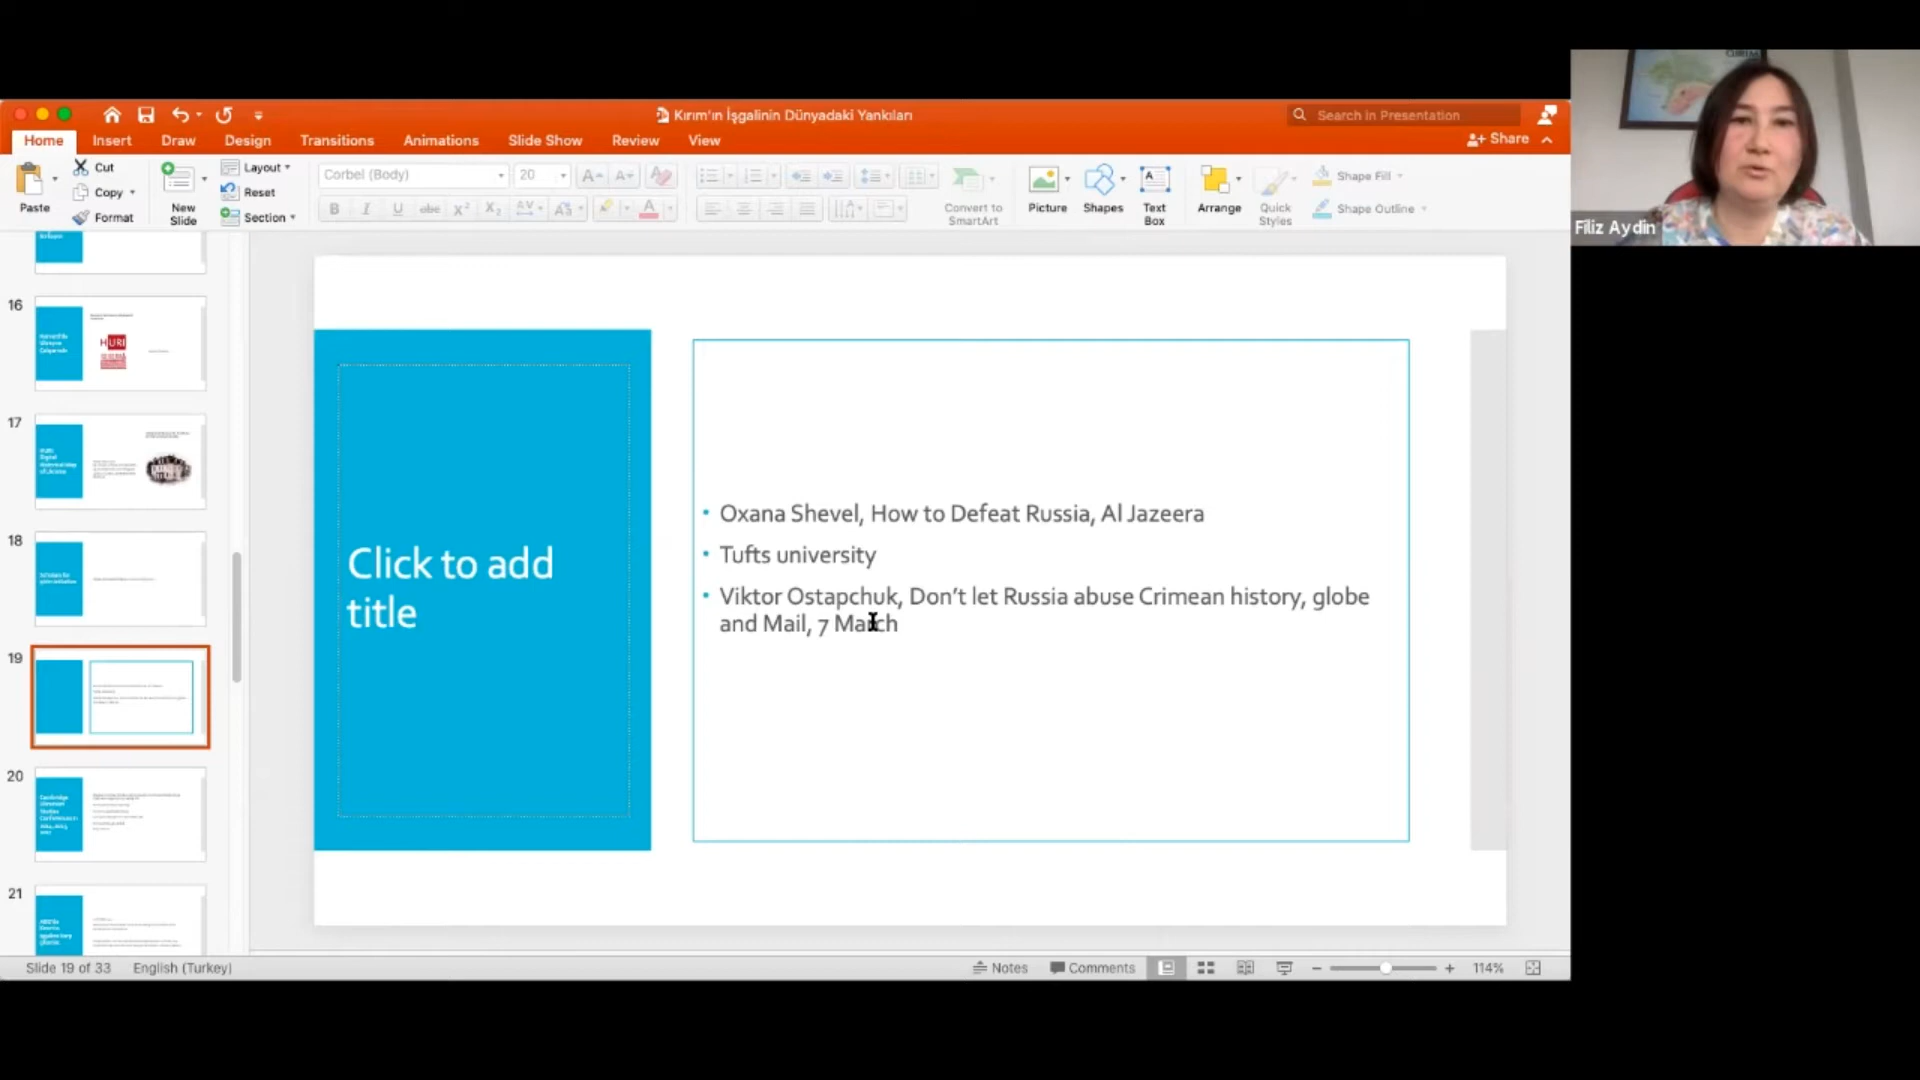 Kırım'ın İşgalinin Dünyadaki Yankıları
Search in Presentation
Home Insert Draw Design Transitions Animations Slide Show Review View
Share
Paste
Cut
Copy
Format
New Slide
Layout
Reset
Section
Corbel (Body) 20
Convert to SmartArt
Picture
Shapes
Text Box
Arrange
Quick Styles
Shape Fill
Shape Outline
Filiz Aydin
16
HURI
17
18
19
20
21
Click to add
title
• Oxana Shevel, How to Defeat Russia, Al Jazeera
• Tufts university
• Viktor Ostapchuk, Don't let Russia abuse Crimean history, globe
and Mail, 7 March
Slide 19 of 33 English (Turkey)
Notes Comments 114%